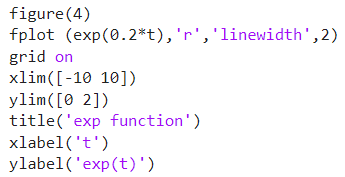 figure(4)
fplot (exp(0.2*t),'r','linewidth',2)
grid on
xlim([-10 10])
ylim([0 2])
title('exp function')
xlabel('t')
ylabel('exp(t)')